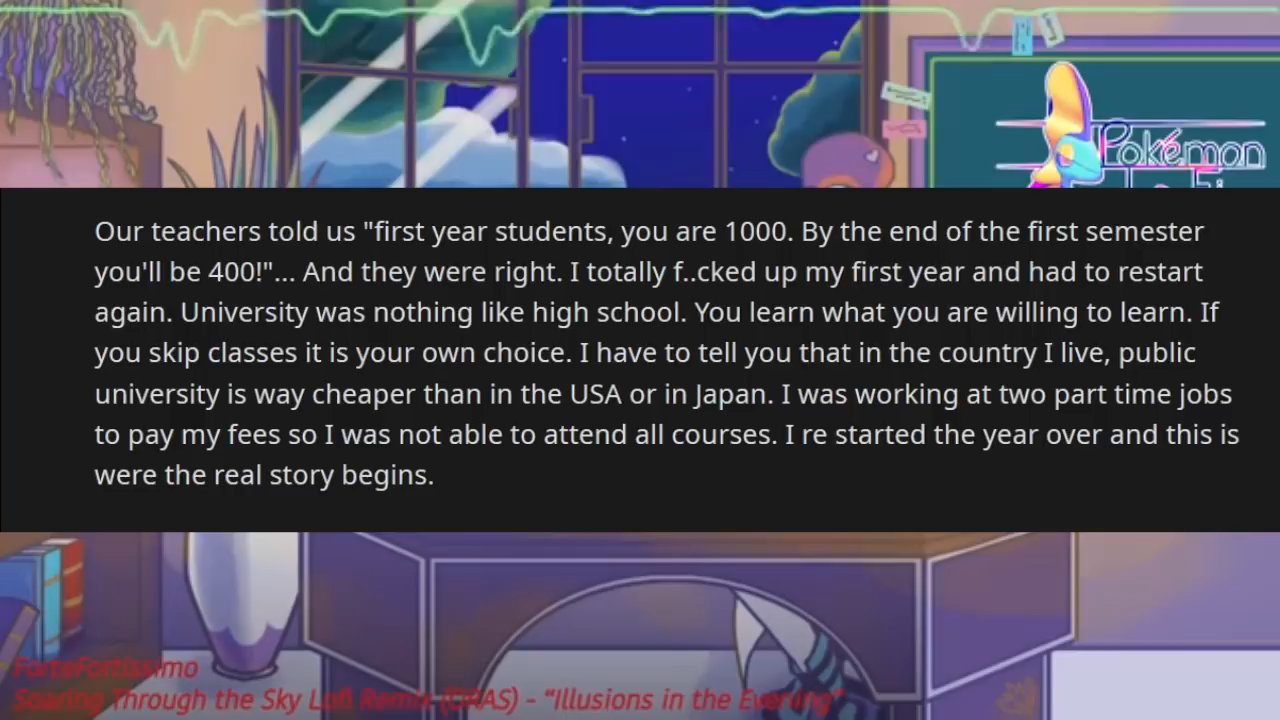 Pokémon
Our teachers told us "first year students, you are 1000. By the end of the first semester
you'll be 400!"... And they were right. I totally f..cked up my first year and had to restart
again. University was nothing like high school. You learn what you are willing to learn. If
you skip classes it is your own choice. I have to tell you that in the country I live, public
university is way cheaper than in the USA or in Japan. I was working at two part time jobs
to pay my fees so I was not able to attend all courses. I re started the year over and this is
were the real story begins.
ForteFortissimo
Soaring Through the Sky Lofi Remix (ORAS) - “Illusions in the Evening”